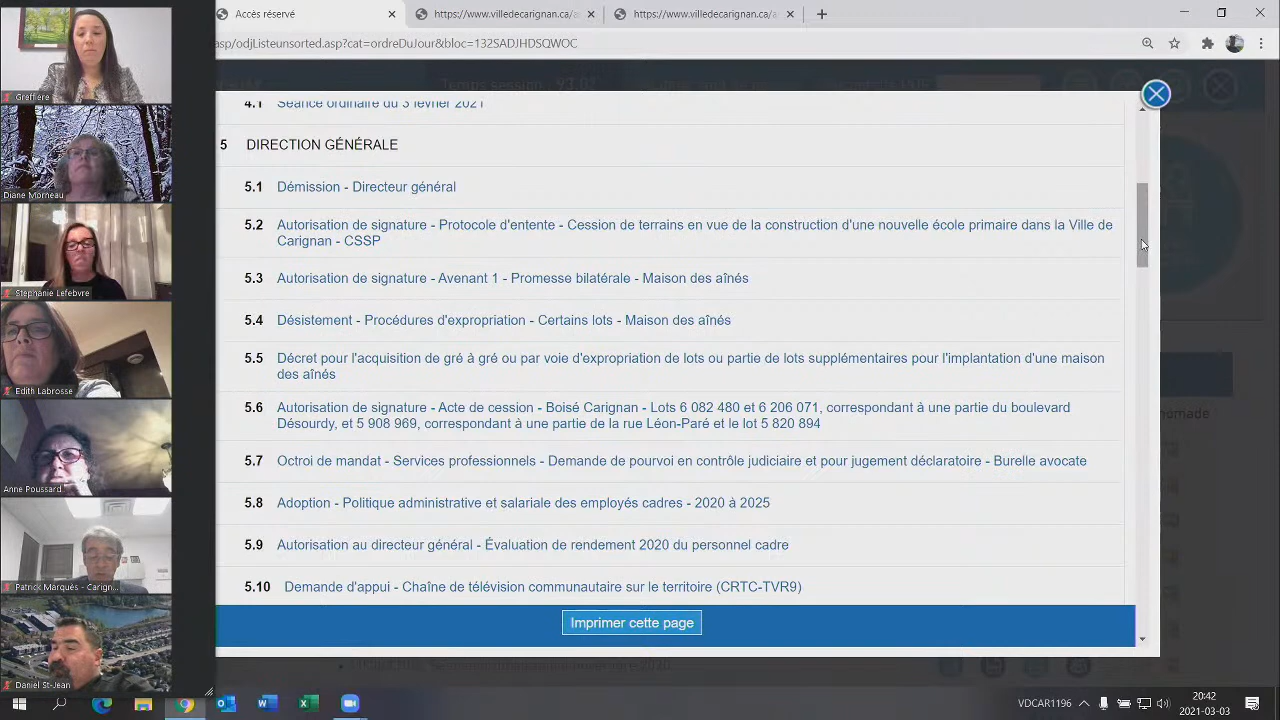 Accès réservé
https://www.villedecarignan.org/w
asp/adjListeunsorted.asp?cat=ordreDuJour&bloc=152-ADJHDSQWOC
4.1 Séance ordinaire du 3 février 2021
5 DIRECTION GÉNÉRALE
5.1 Démission - Directeur général
5.2 Autorisation de signature - Protocole d'entente - Cession de terrains en vue de la construction d'une nouvelle école primaire dans la Ville de
Carignan - CSSP
5.3 Autorisation de signature - Avenant 1 - Promesse bilatérale - Maison des aînés
5.4 Désistement - Procédures d'expropriation - Certains lots - Maison des aînés
5.5 Décret pour l'acquisition de gré à gré ou par voie d'expropriation de lots ou partie de lots supplémentaires pour l'implantation d'une maison
des aînés
5.6 Autorisation de signature - Acte de cession - Boisé Carignan - Lots 6 082 480 et 6 206 071, correspondant à une partie du boulevard
Désourdy, et 5 908 969, correspondant à une partie de la rue Léon-Paré et le lot 5 820 894
5.7 Octroi de mandat - Services professionnels - Demande de pourvoi en contrôle judiciaire et pour jugement déclaratoire - Burelle avocate
5.8 Adoption - Politique administrative et salariale des employés cadres - 2020 à 2025
5.9 Autorisation au directeur général - Évaluation de rendement 2020 du personnel cadre
5.10 Demande d'appui - Chaîne de télévision communautaire sur le territoire (CFDC-TVR9)
Imprimer cette page
Greffière
Diane Morneau
Stéphanie Lefebvre
Edith Labrosse
Anne Poussard
Patrick Marquès - Carign...
Daniel St-Jean
VDCAR1196
20:42
2021-03-03